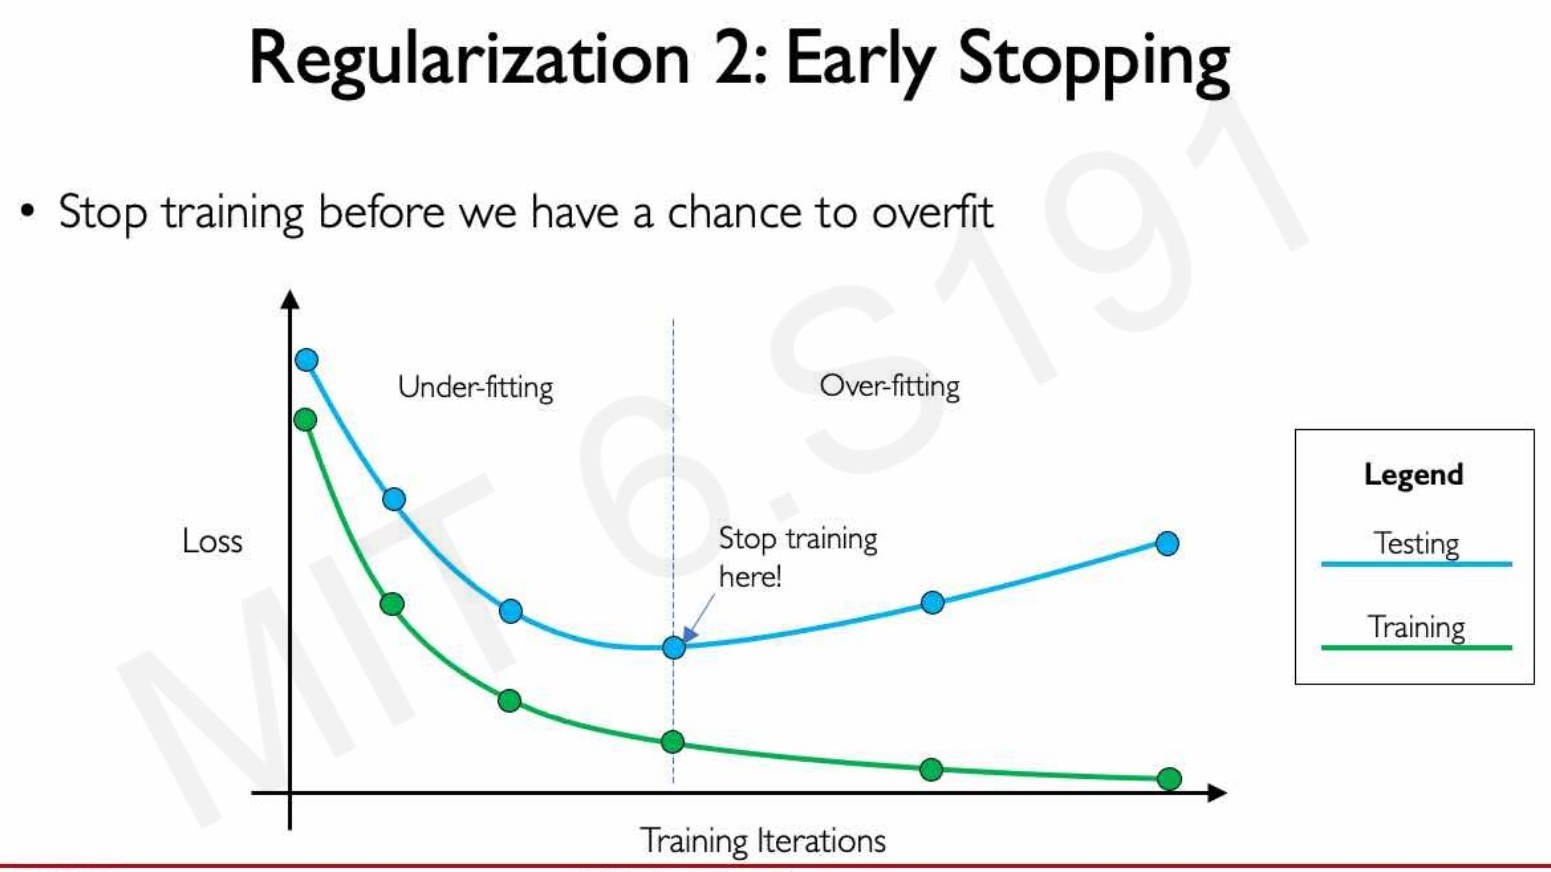 Regularization 2: Early Stopping
• Stop training before we have a chance to overfit
Under-fitting
Over-fitting
Legend
Testing
Training
Loss
Stop training
here!
Training Iterations
MIT 6.S191